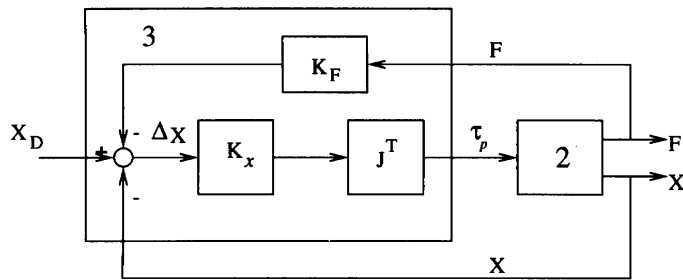 3
F
K_F
X_D
+
-
ΔX
K_x
J^T
τ_p
2
F
X
-
X